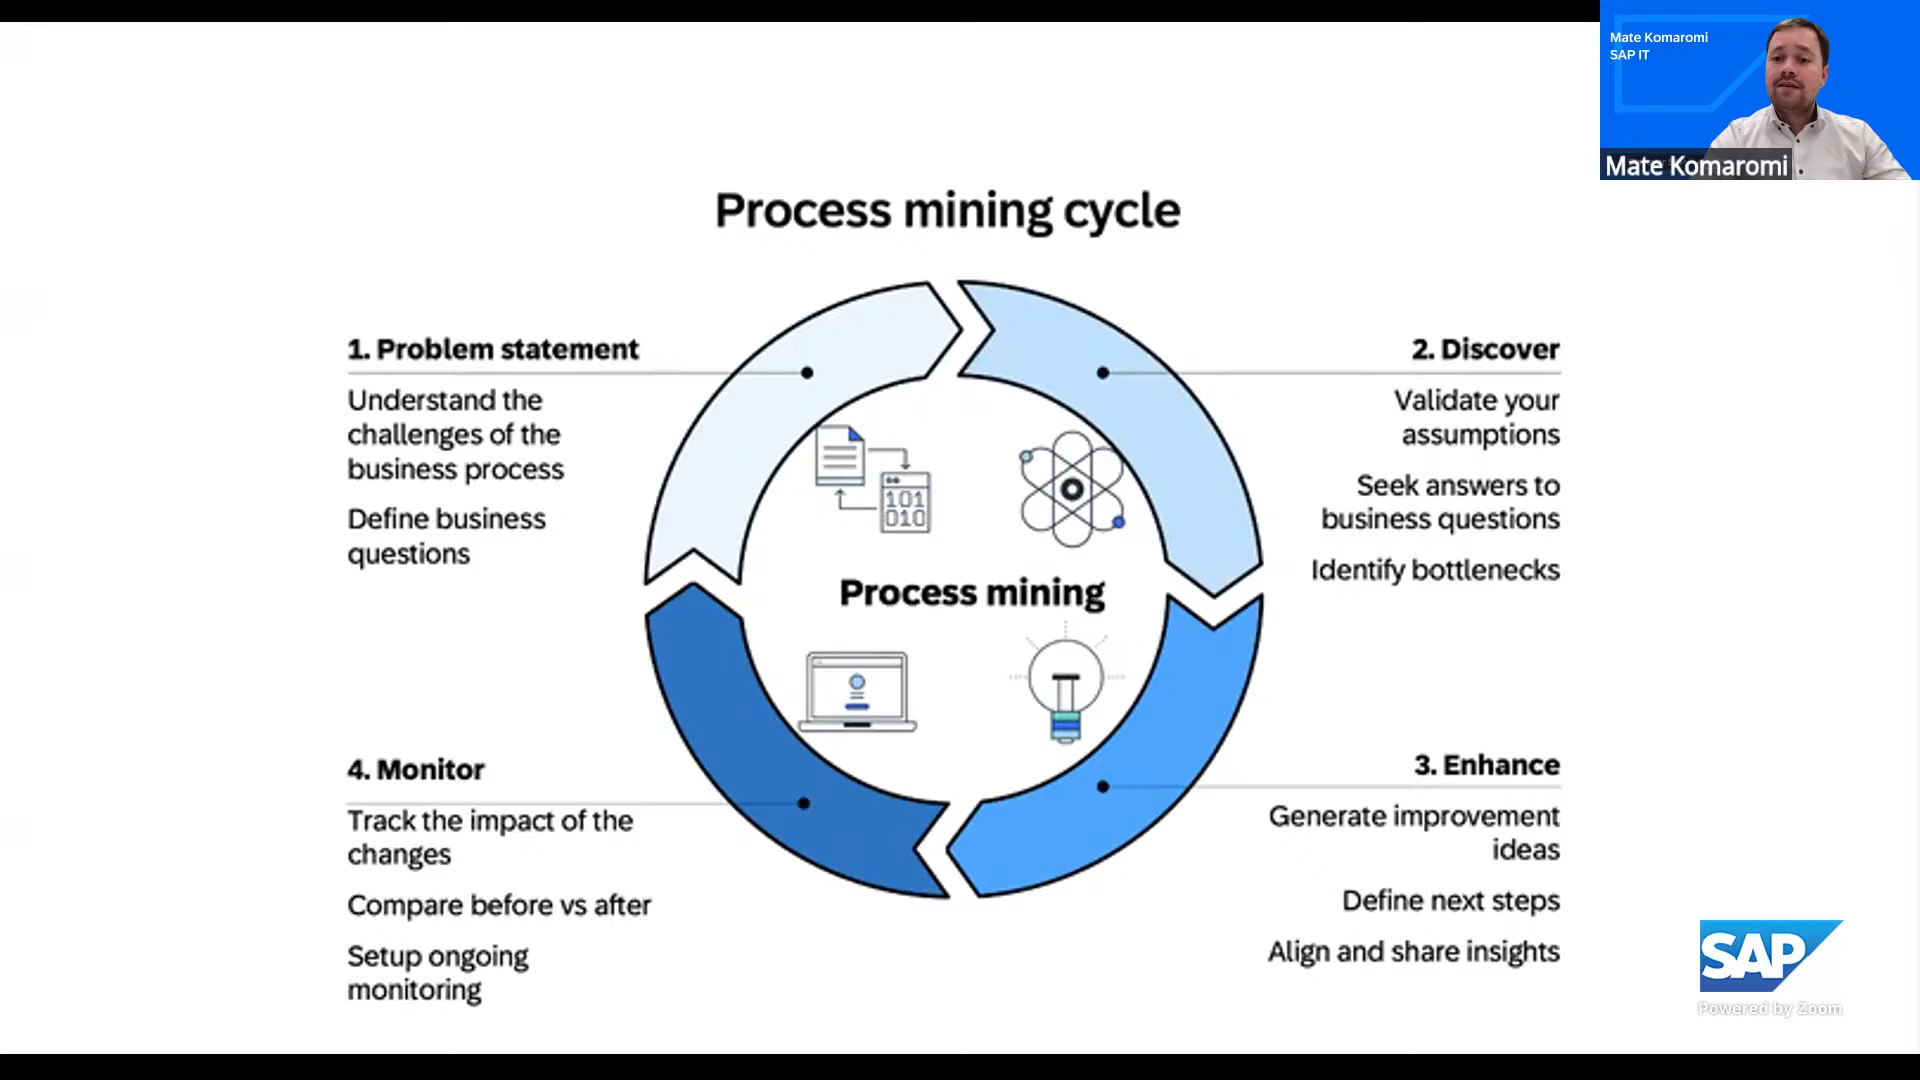 Mate Komaromi
SAP IT
Mate Komaromi
Process mining cycle
1. Problem statement
Understand the
challenges of the
business process
Define business
questions
2. Discover
Validate your
assumptions
Seek answers to
business questions
Identify bottlenecks
101
010
Process mining
4. Monitor
Track the impact of the
changes
Compare before vs after
Setup ongoing
monitoring
3. Enhance
Generate improvement
ideas
Define next steps
Align and share insights
SAP
Powered by Zoom